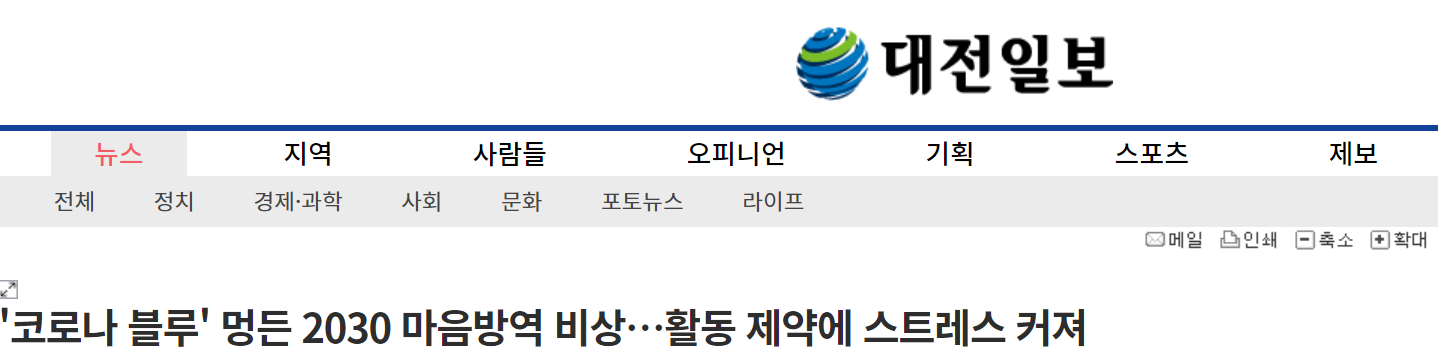 대전일보
뉴스 지역 사람들 오피니언 기획 스포츠 제보
전체 정치 경제·과학 사회 문화 포토뉴스 라이프
메일 인쇄 축소 확대
'코로나 블루' 멍든 2030 마음방역 비상…활동 제약에 스트레스 커져